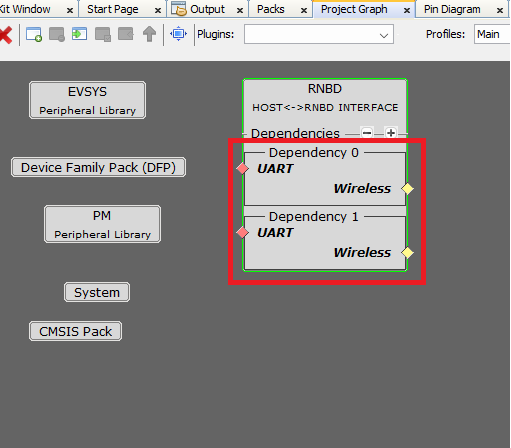 Kit Window
Start Page
Output
Packs
Project Graph
Pin Diagram
Plugins:
Profiles:
Main
EVSYS
Peripheral Library
Device Family Pack (DFP)
PM
Peripheral Library
System
CMSIS Pack
RNBD
HOST<->RNBD INTERFACE
Dependencies
Dependency 0
UART
Wireless
Dependency 1
UART
Wireless